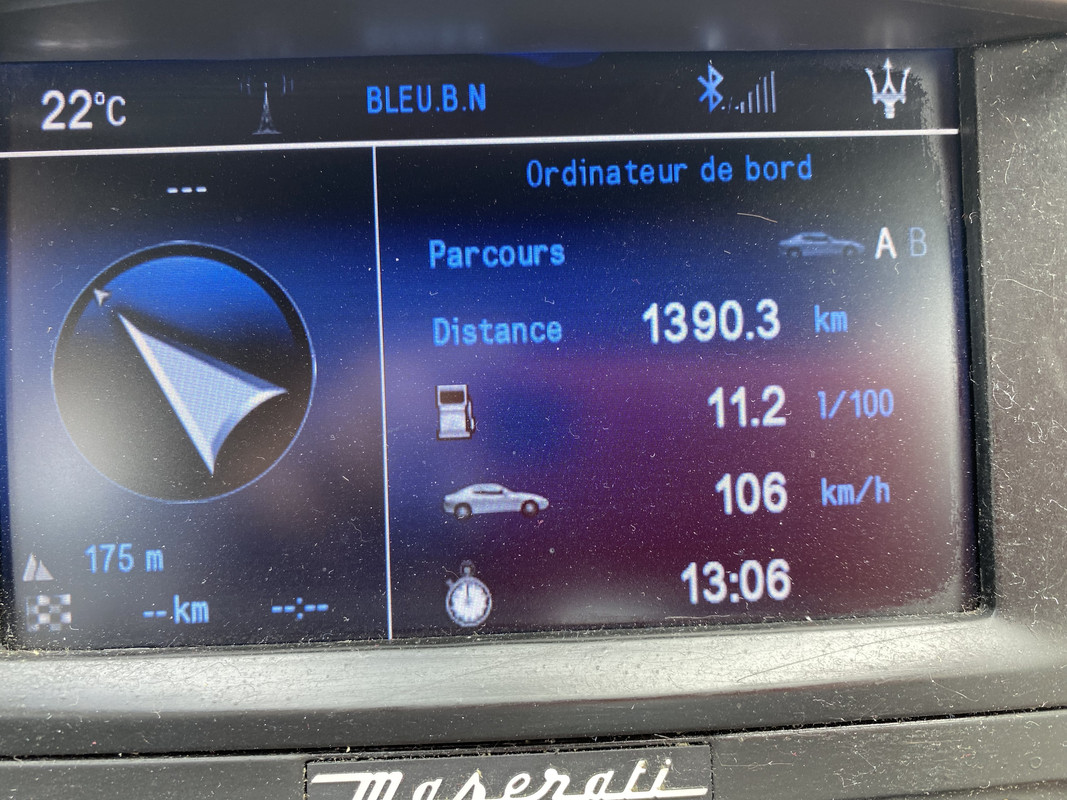 22°C
BLEU.B.N
---
Ordinateur de bord
Parcours A B
Distance 1390.3 km
11.2 l/100
106 km/h
175 m
13:06
--km --:--
Maserati